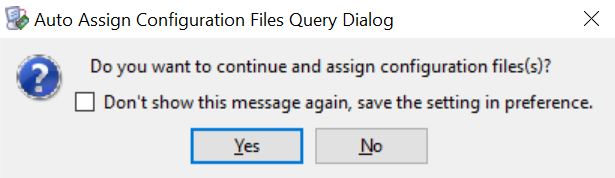 Auto Assign Configuration Files Query Dialog
Do you want to continue and assign configuration files(s)?
Don't show this message again, save the setting in preference.
Yes
No